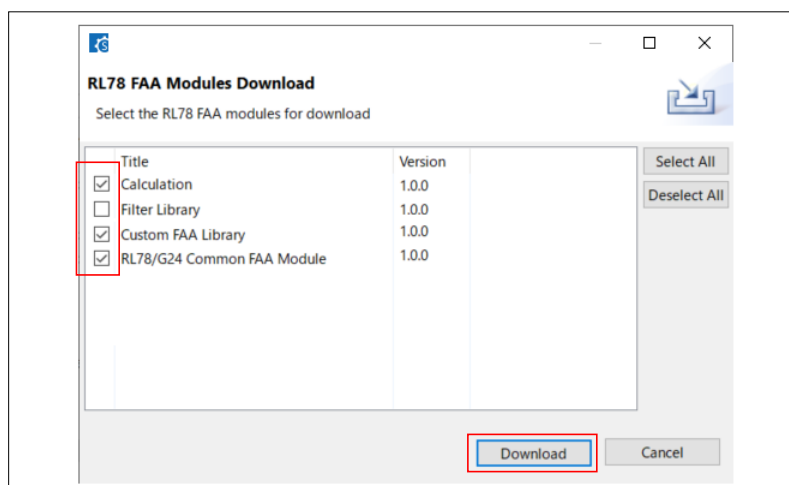 RL78 FAA Modules Download
Select the RL78 FAA modules for download
Title Version
Calculation 1.0.0
Filter Library 1.0.0
Custom FAA Library 1.0.0
RL78/G24 Common FAA Module 1.0.0
Select All
Deselect All
Download Cancel